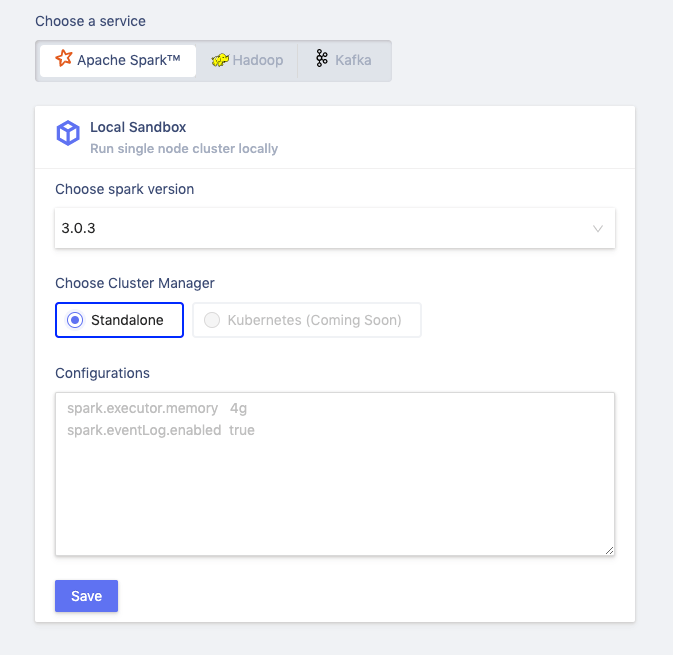 Choose a service
Apache Spark™ Hadoop Kafka
Local Sandbox
Run single node cluster locally
Choose spark version
3.0.3
Choose Cluster Manager
Standalone Kubernetes (Coming Soon)
Configurations
spark.executor.memory 4g
spark.eventLog.enabled true
Save